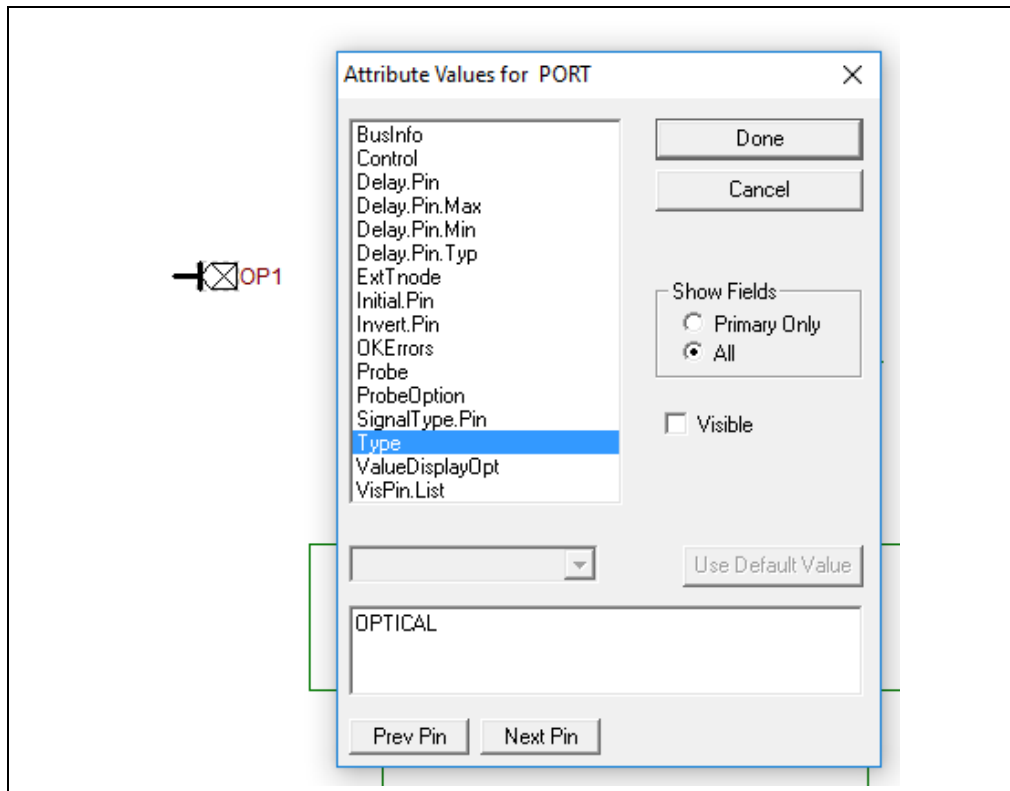 Attribute Values for PORT
BusInfo
Control
Delay.Pin
Delay.Pin.Max
Delay.Pin.Min
Delay.Pin.Typ
ExtTnode
Initial.Pin
Invert.Pin
OKErrors
Probe
ProbeOption
SignalType.Pin
Type
ValueDisplayOpt
VisPin.List
Done
Cancel
OP1
Show Fields
Primary Only
All
Visible
Use Default Value
OPTICAL
Prev Pin
Next Pin